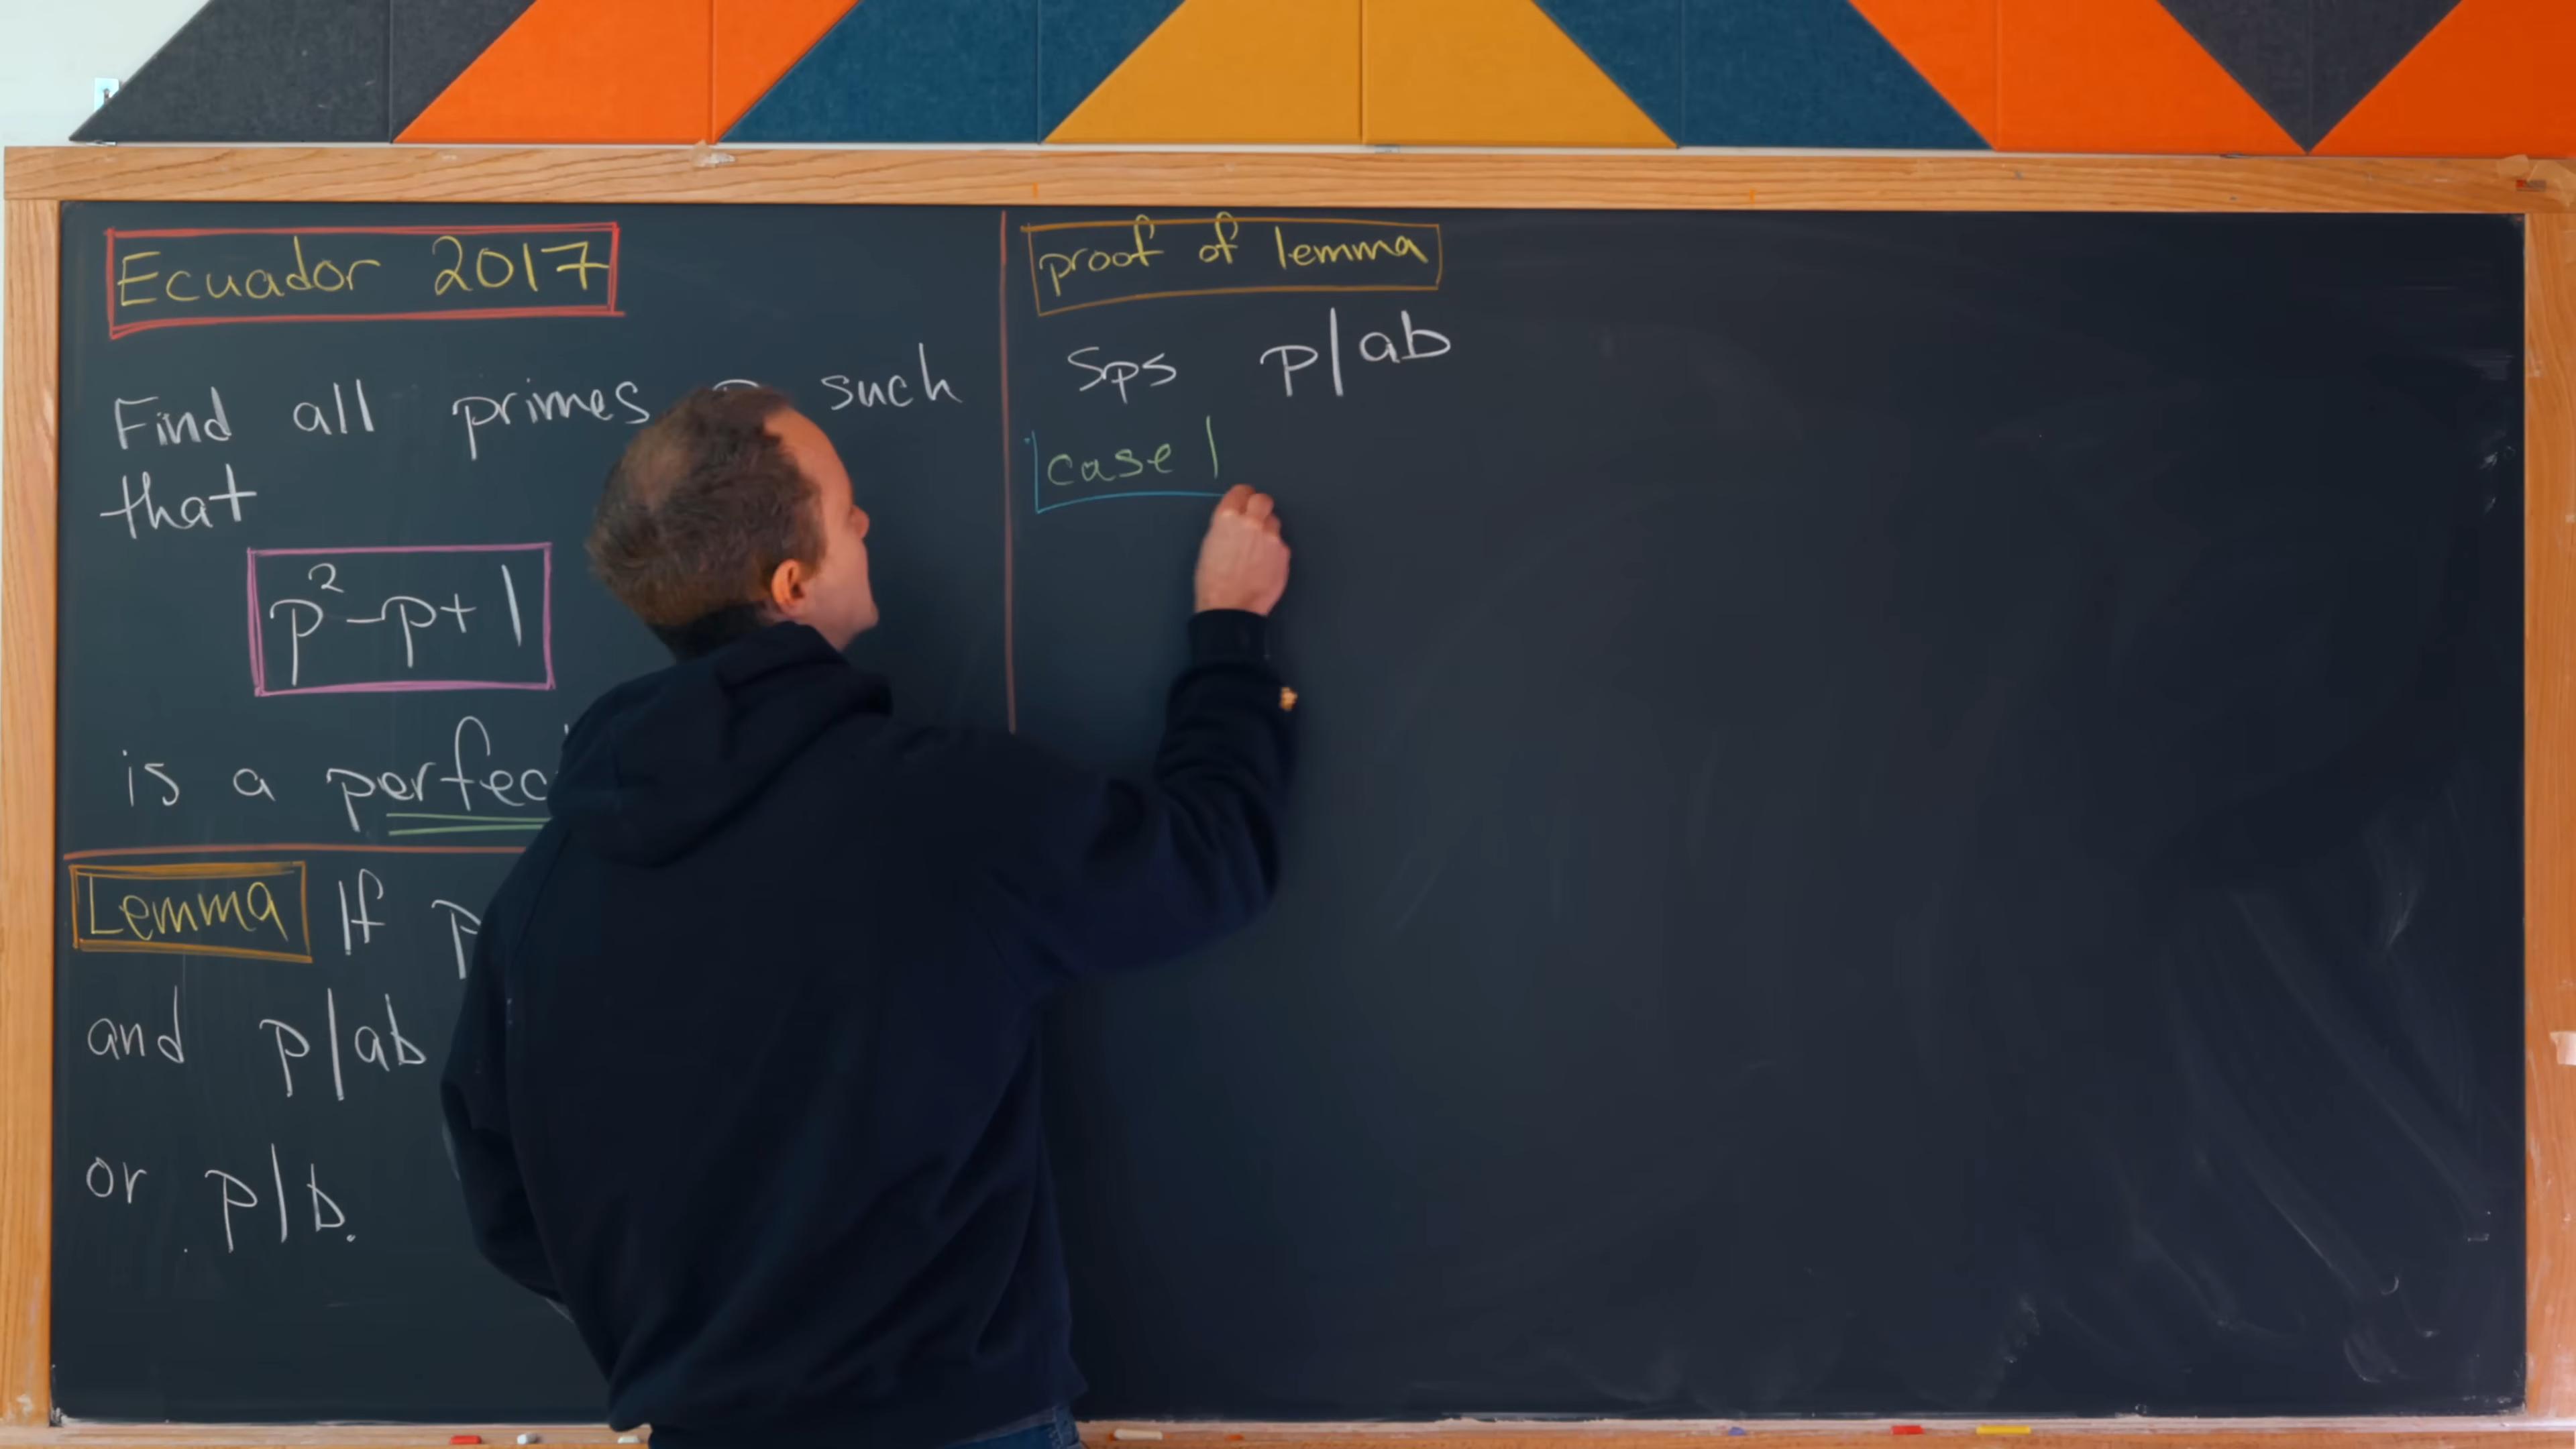 Ecuador 2017
Find all primes such
that
p²-p+1
is a
Lemma If
and p|ab
or p|b.
proof of lemma
Sps p|ab
case 1